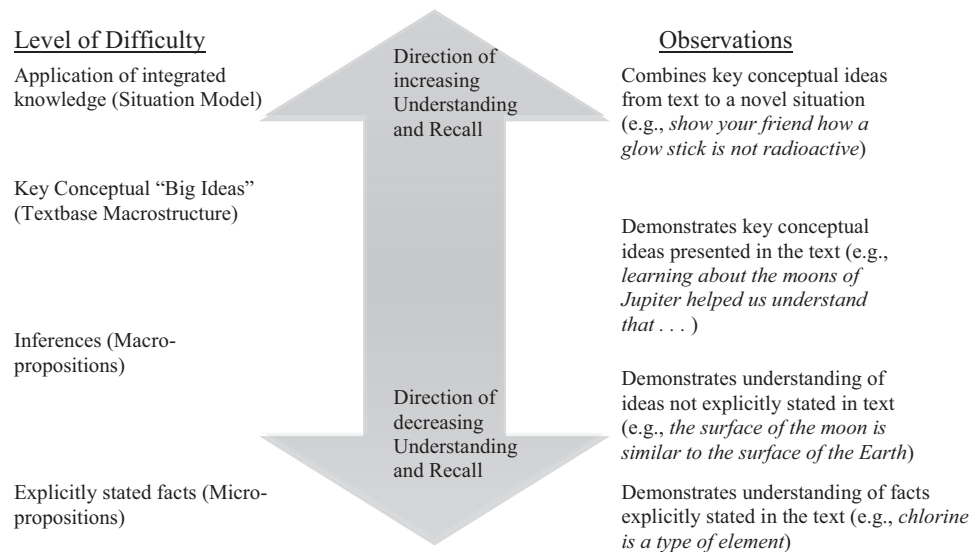 Level of Difficulty
Application of integrated
knowledge (Situation Model)
Key Conceptual “Big Ideas”
(Textbase Macrostructure)
Inferences (Macro-
propositions)
Explicitly stated facts (Micro-
propositions)
Direction of
increasing
Understanding
and Recall
Direction of
decreasing
Understanding
and Recall
Observations
Combines key conceptual ideas
from text to a novel situation
(e.g., show your friend how a
glow stick is not radioactive)
Demonstrates key conceptual
ideas presented in the text (e.g.,
learning about the moons of
Jupiter helped us understand
that . . . )
Demonstrates understanding of
ideas not explicitly stated in text
(e.g., the surface of the moon is
similar to the surface of the Earth)
Demonstrates understanding of facts
explicitly stated in the text (e.g., chlorine
is a type of element)